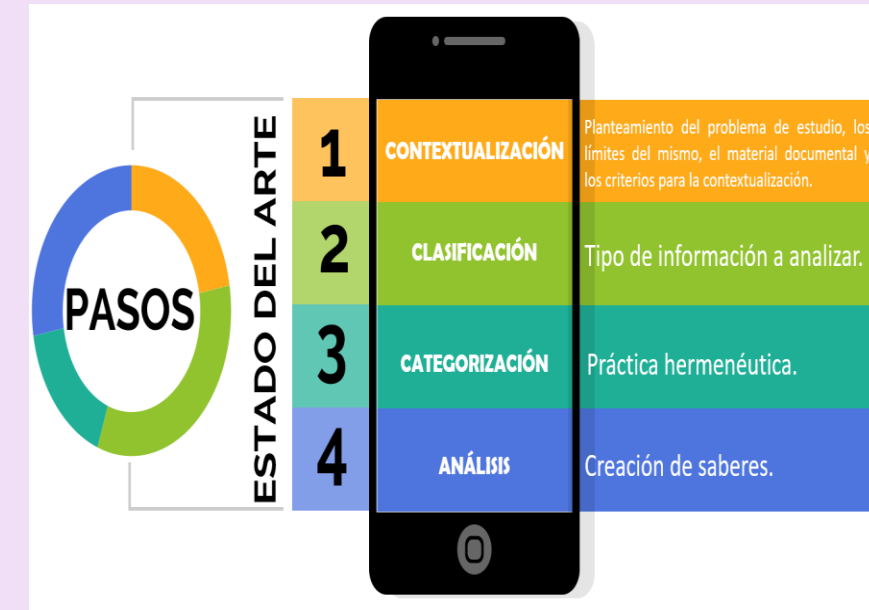 PASOS
ESTADO DEL ARTE
1
CONTEXTUALIZACIÓN
Planteamiento del problema de estudio, los
límites del mismo, el material documental y
los criterios para la contextualización.
2
CLASIFICACIÓN
Tipo de información a analizar.
3
CATEGORIZACIÓN
Práctica hermenéutica.
4
ANÁLISIS
Creación de saberes.